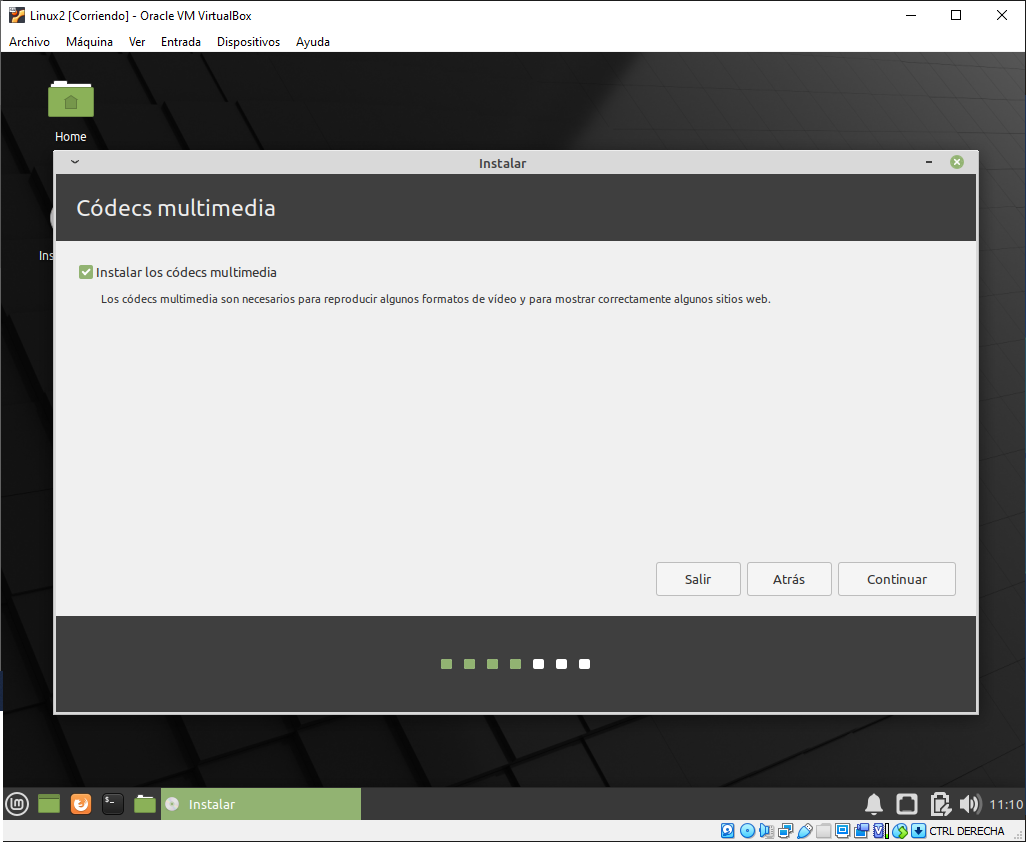 Linux2 [Corriendo] - Oracle VM VirtualBox
Archivo Máquina Ver Entrada Dispositivos Ayuda
Home
Instalar
Códecs multimedia
Ins
Instalar los códecs multimedia
Los códecs multimedia son necesarios para reproducir algunos formatos de vídeo y para mostrar correctamente algunos sitios web.
Salir Atrás Continuar
Instalar
11:10
CTRL DERECHA